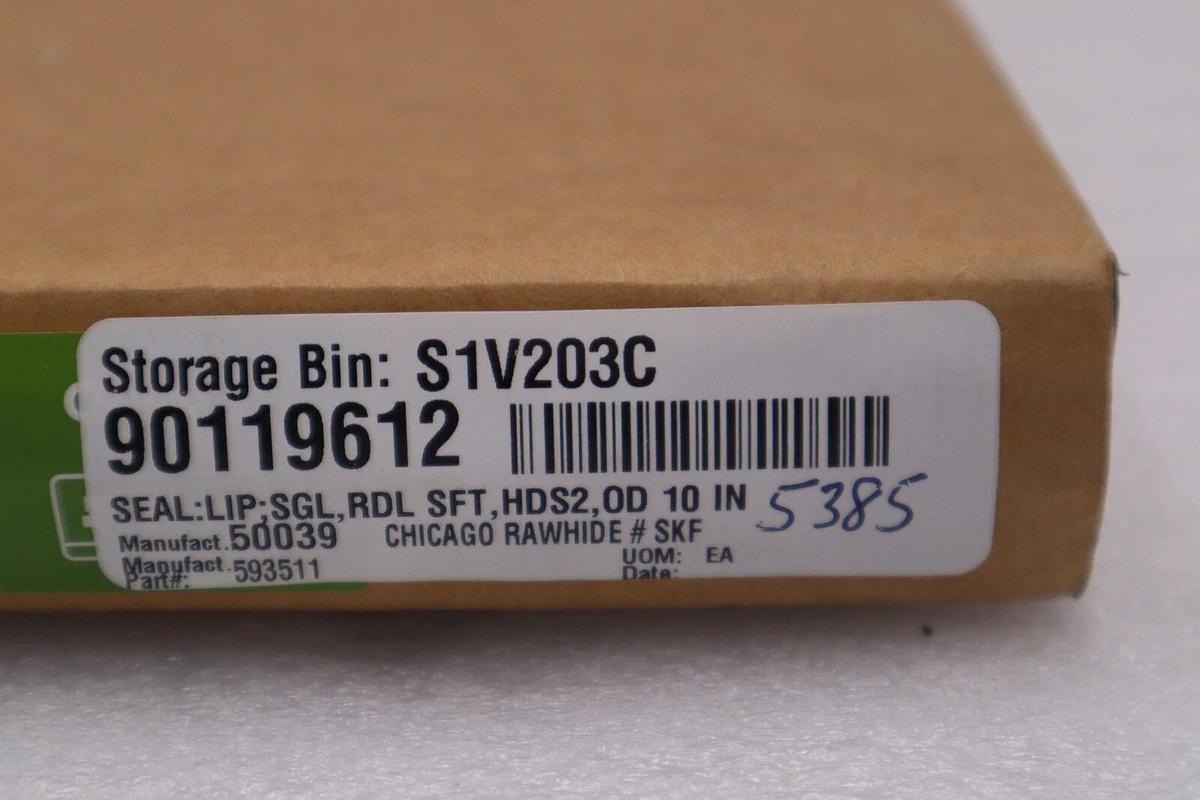 Storage Bin: S1V203C
90119612
SEAL:LIP;SGL,RDL SFT,HDS2,OD 10 IN 5385
Manufact. 50039 CHICAGO RAWHIDE # SKF
UOM: EA
Manufact. 593511
Part#: Date: